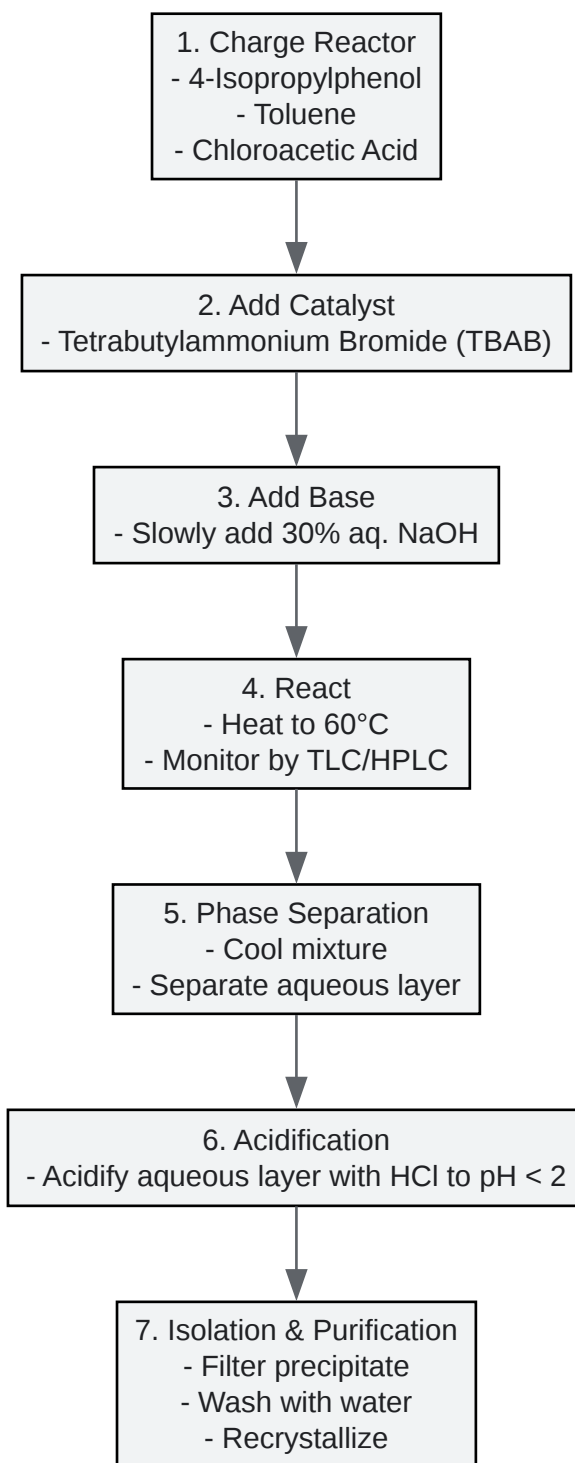 1. Charge Reactor
- 4-Isopropylphenol
- Toluene
- Chloroacetic Acid
2. Add Catalyst
- Tetrabutylammonium Bromide (TBAB)
3. Add Base
- Slowly add 30% aq. NaOH
4. React
- Heat to 60°C
- Monitor by TLC/HPLC
5. Phase Separation
- Cool mixture
- Separate aqueous layer
6. Acidification
- Acidify aqueous layer with HCl to pH < 2
7. Isolation & Purification
- Filter precipitate
- Wash with water
- Recrystallize